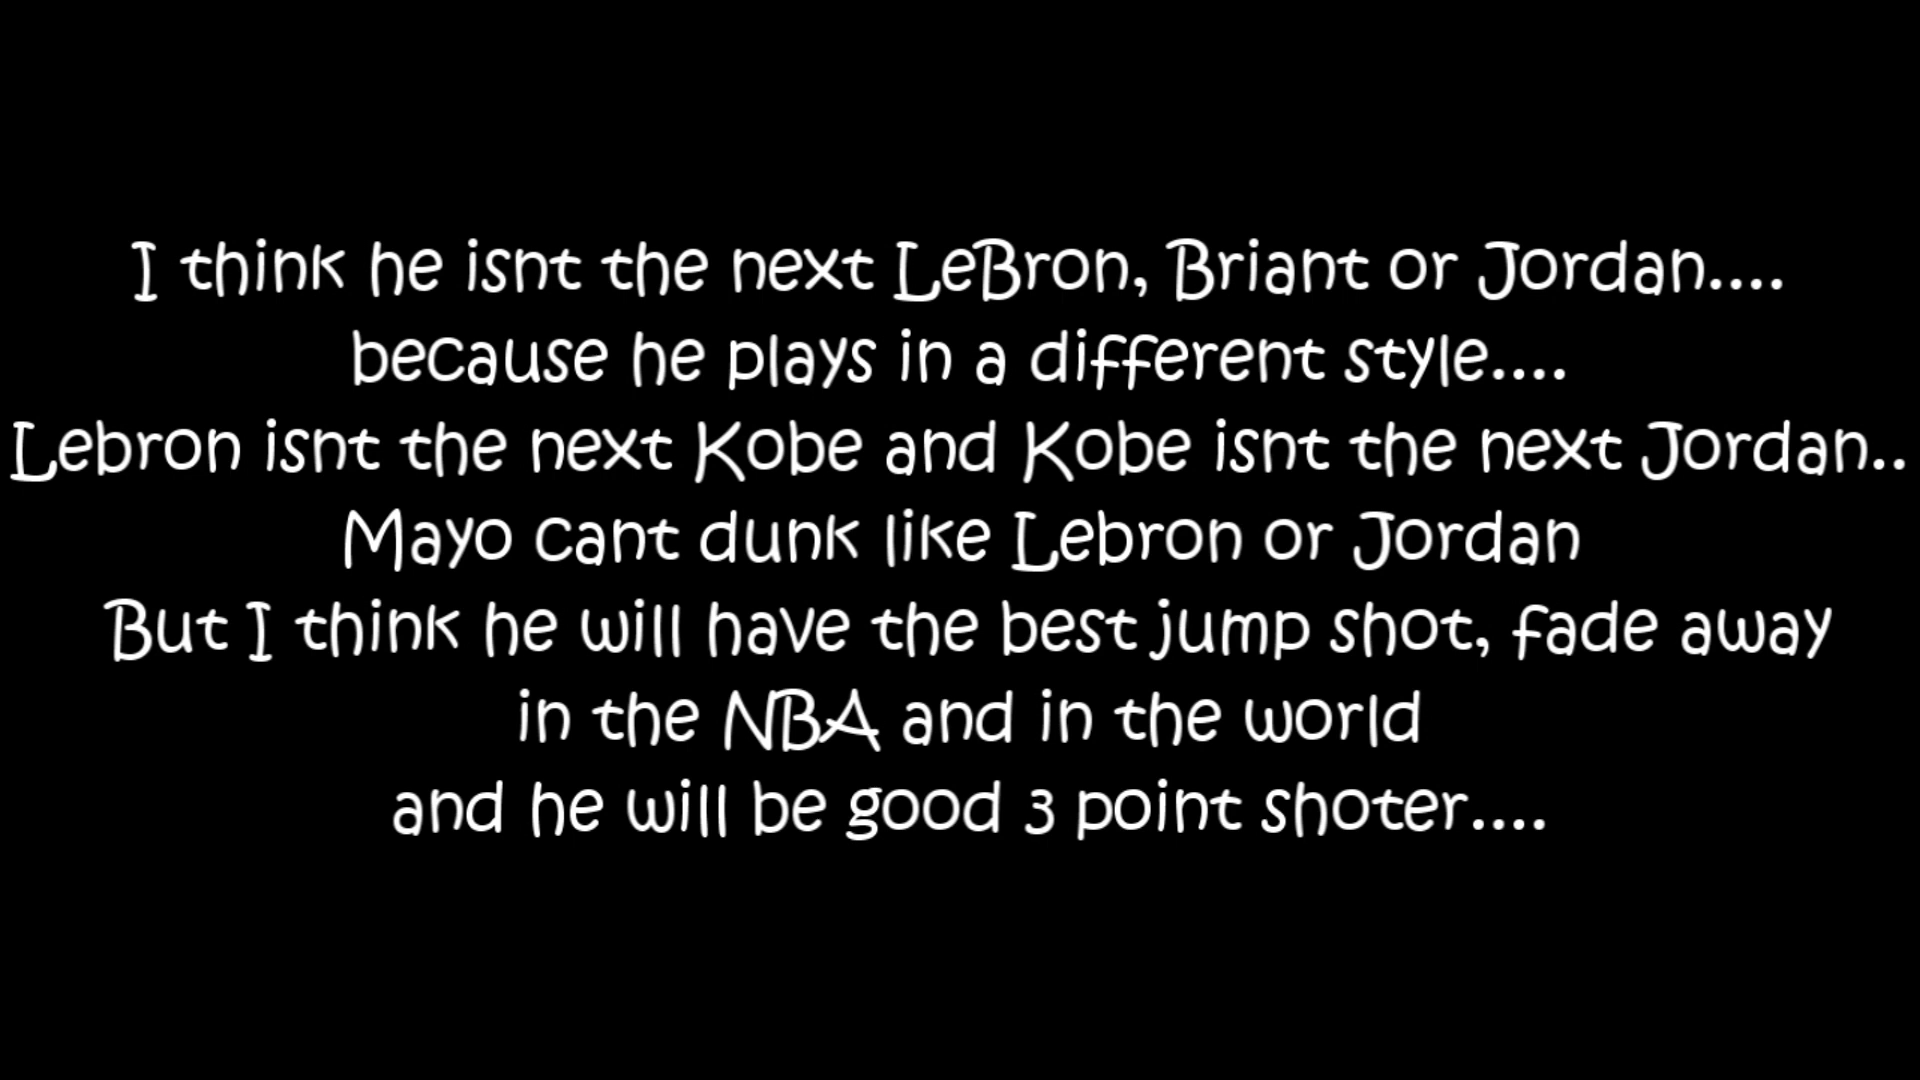 I think he isnt the next LeBron, Briant or Jordan....
because he plays in a different style....
Lebron isnt the next Kobe and Kobe isnt the next Jordan..
Mayo cant dunk like Lebron or Jordan
But I think he will have the best jump shot, fade away
in the NBA and in the world
and he will be good 3 point shoter....